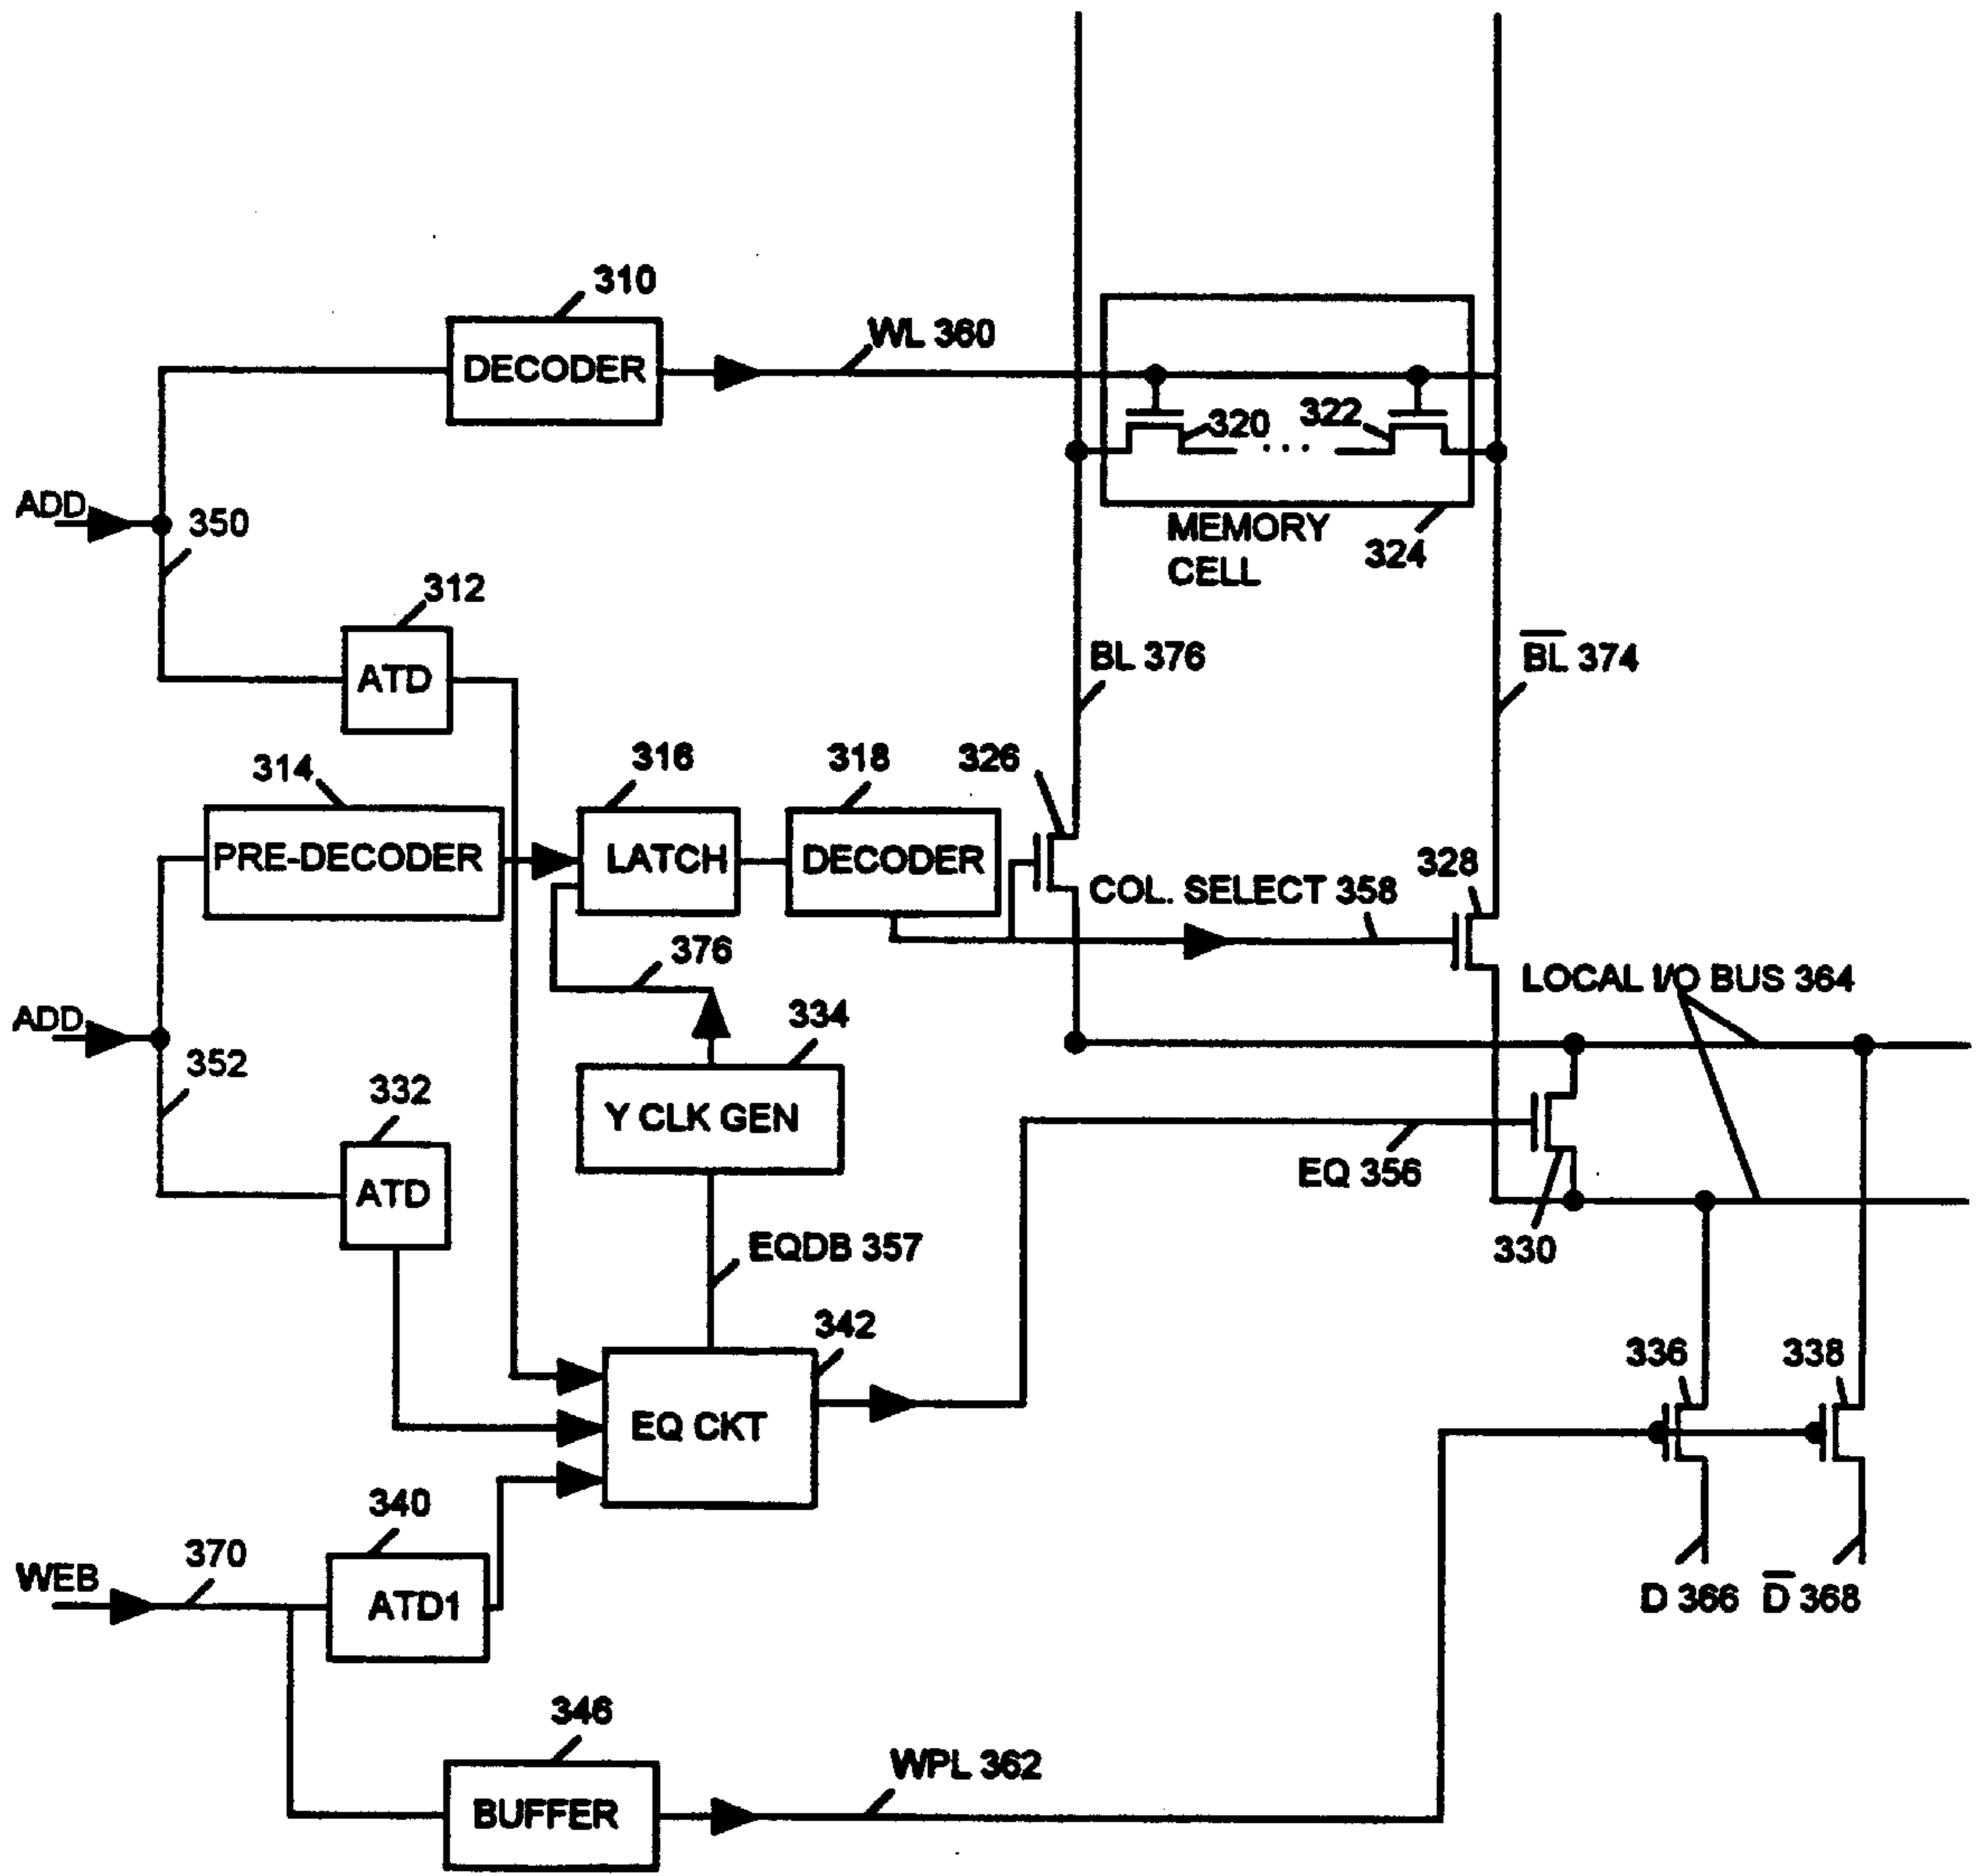 310
DECODER
WL 360
320
322
ADD
350
MEMORY
CELL
324
312
ATD
BL 376
BL 374
314
PRE-DECODER
316
LATCH
318
DECODER
326
328
COL. SELECT 358
376
LOCAL I/O BUS 364
ADD
352
334
Y CLK GEN
332
ATD
EQ 356
330
EQDB 357
342
EQ CKT
336
338
340
WEB
370
ATD1
D 366
D 368
346
BUFFER
WPL 362